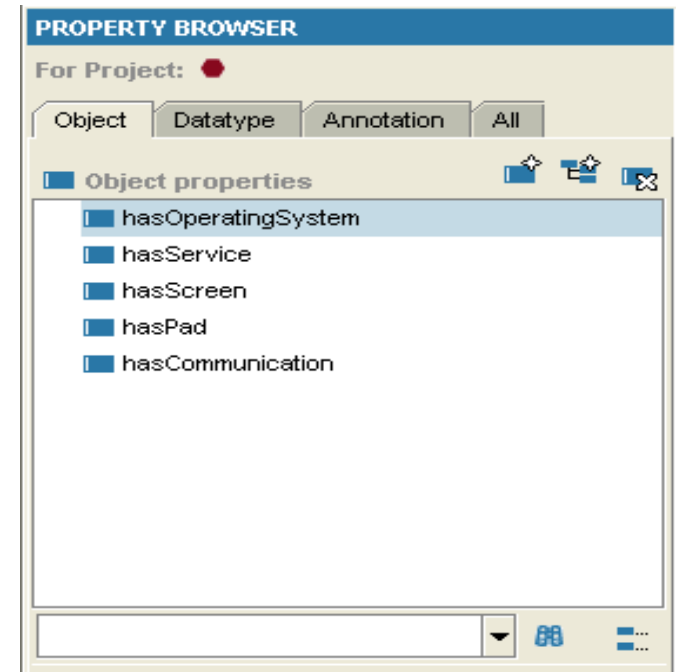 PROPERTY BROWSER
For Project:
Object Datatype Annotation All
Object properties
hasOperatingSystem
hasService
hasScreen
hasPad
hasCommunication